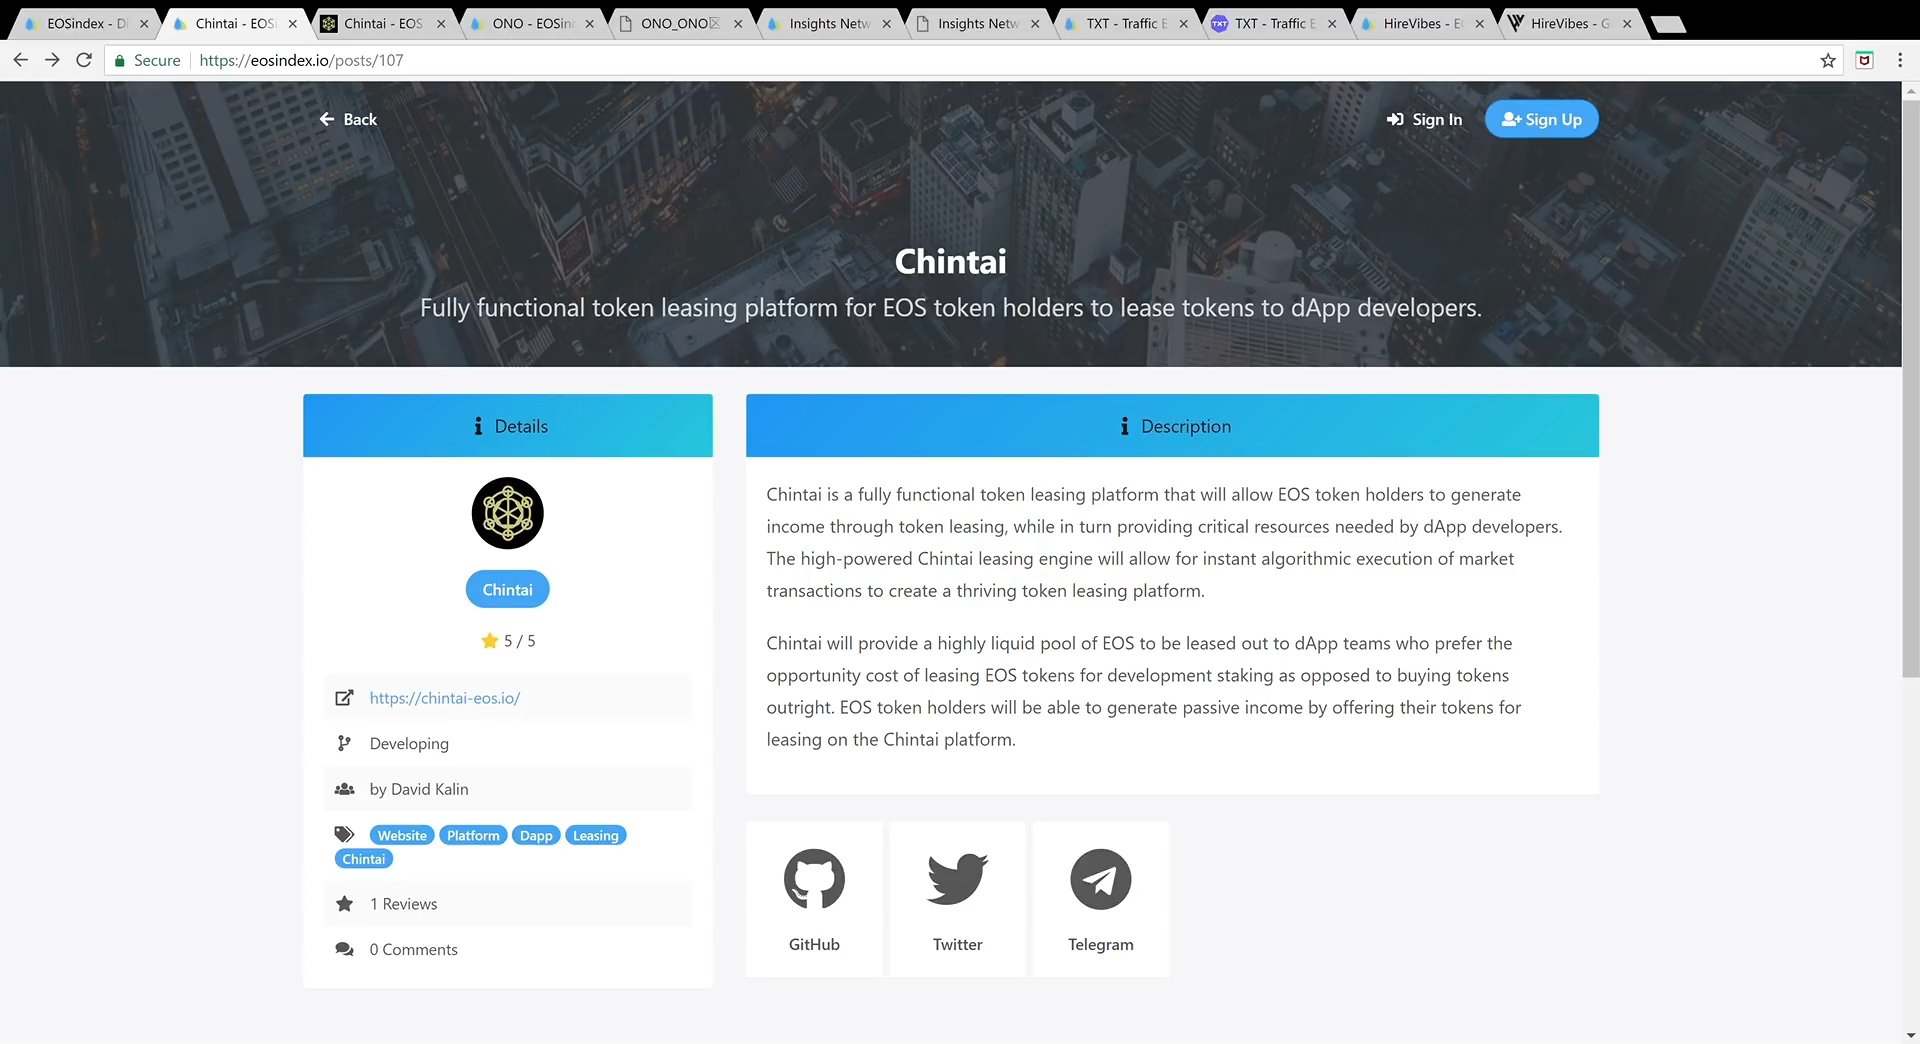 EOSindex - D
Chintai - EOSI
Chintai - EOS
ONO - EOSin
ONO_ONO
Insights Netw
Insights Netw
TXT - Traffic E
TXT - Traffic E
HireVibes - EO
HireVibes - G
Secure
https://eosindex.io/posts/107
Back
Sign In
Sign Up
Chintai
Fully functional token leasing platform for EOS token holders to lease tokens to dApp developers.
Details
Chintai
5 / 5
https://chintai-eos.io/
Developing
by David Kalin
Website Platform Dapp Leasing
Chintai
1 Reviews
0 Comments
Description
Chintai is a fully functional token leasing platform that will allow EOS token holders to generate
income through token leasing, while in turn providing critical resources needed by dApp developers.
The high-powered Chintai leasing engine will allow for instant algorithmic execution of market
transactions to create a thriving token leasing platform.
Chintai will provide a highly liquid pool of EOS to be leased out to dApp teams who prefer the
opportunity cost of leasing EOS tokens for development staking as opposed to buying tokens
outright. EOS token holders will be able to generate passive income by offering their tokens for
leasing on the Chintai platform.
GitHub
Twitter
Telegram